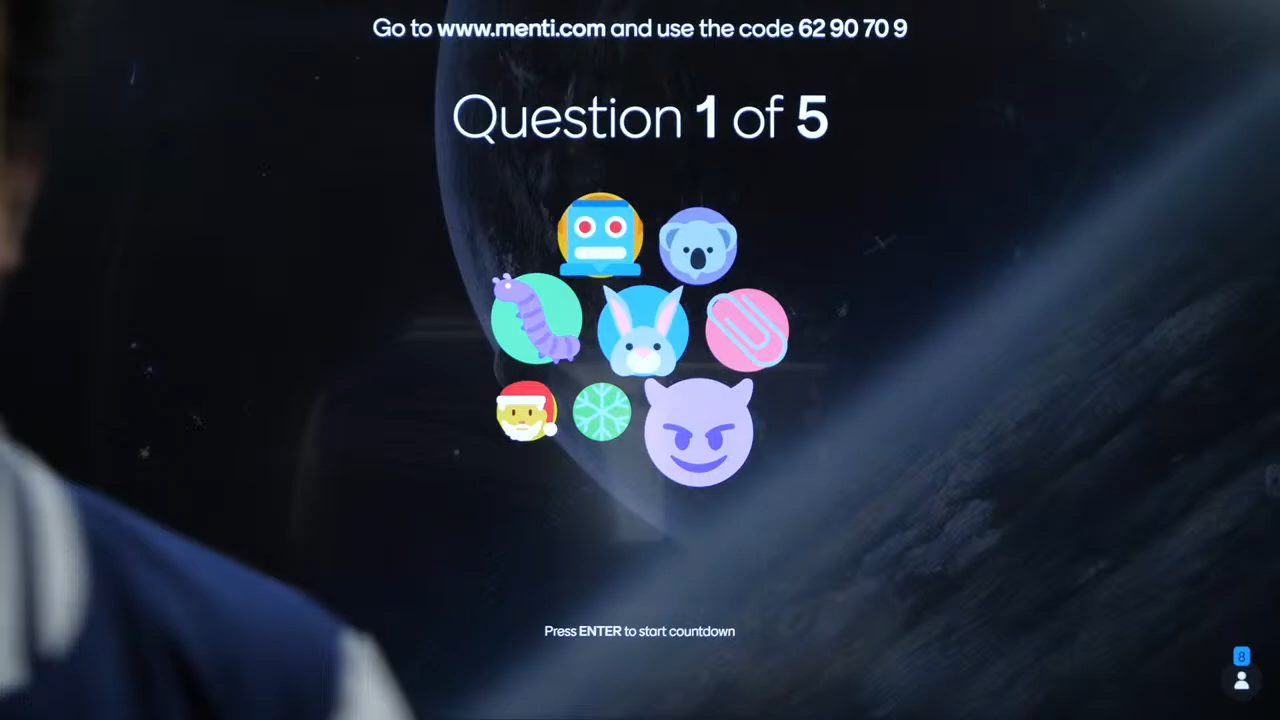 Go to www.menti.com and use the code 62 90 70 9
Question 1 of 5
Press ENTER to start countdown
8